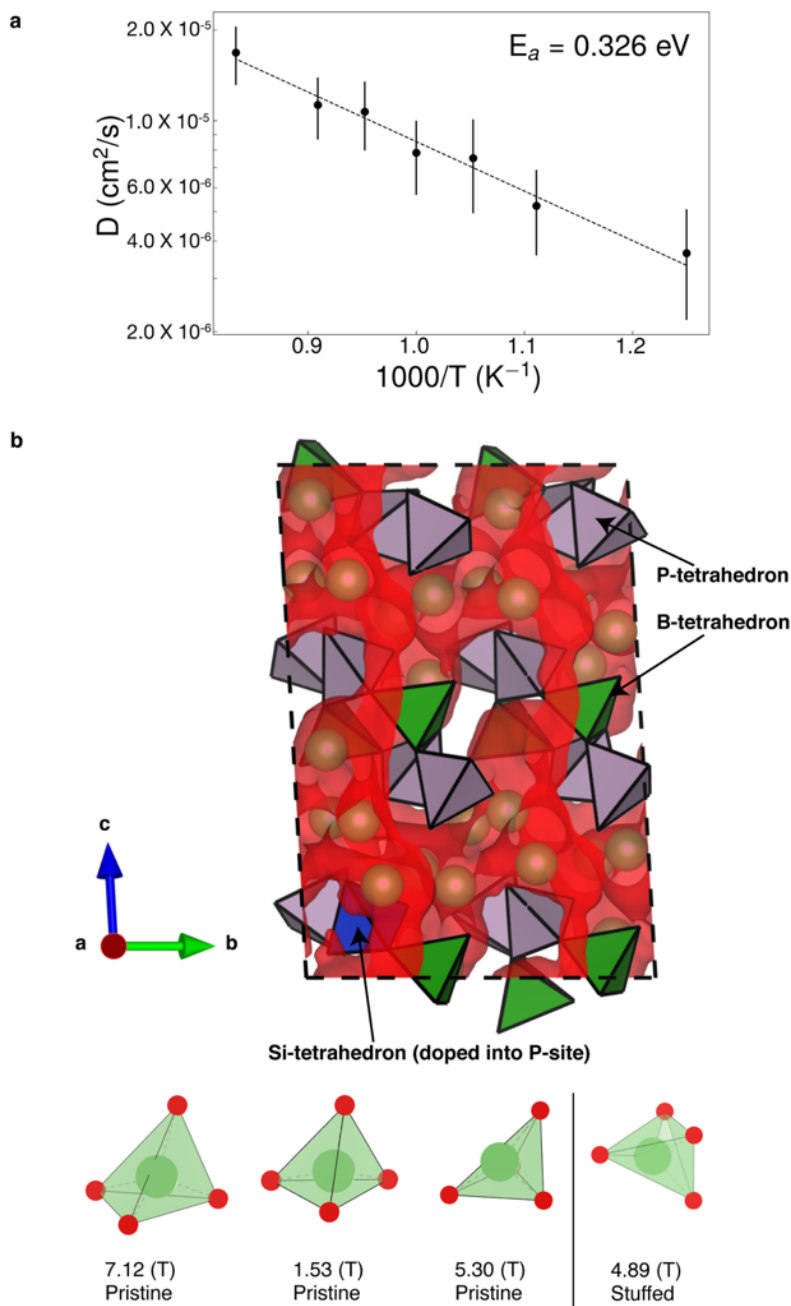 a
E_a = 0.326 eV
2.0 X 10⁻⁵
1.0 X 10⁻⁵
6.0 X 10⁻⁶
4.0 X 10⁻⁶
2.0 X 10⁻⁶
D (cm²/s)
0.9 1.0 1.1 1.2
1000/T (K⁻¹)
b
P-tetrahedron
B-tetrahedron
c
a
b
Si-tetrahedron (doped into P-site)
7.12 (T) 1.53 (T) 5.30 (T) 4.89 (T)
Pristine Pristine Pristine Stuffed